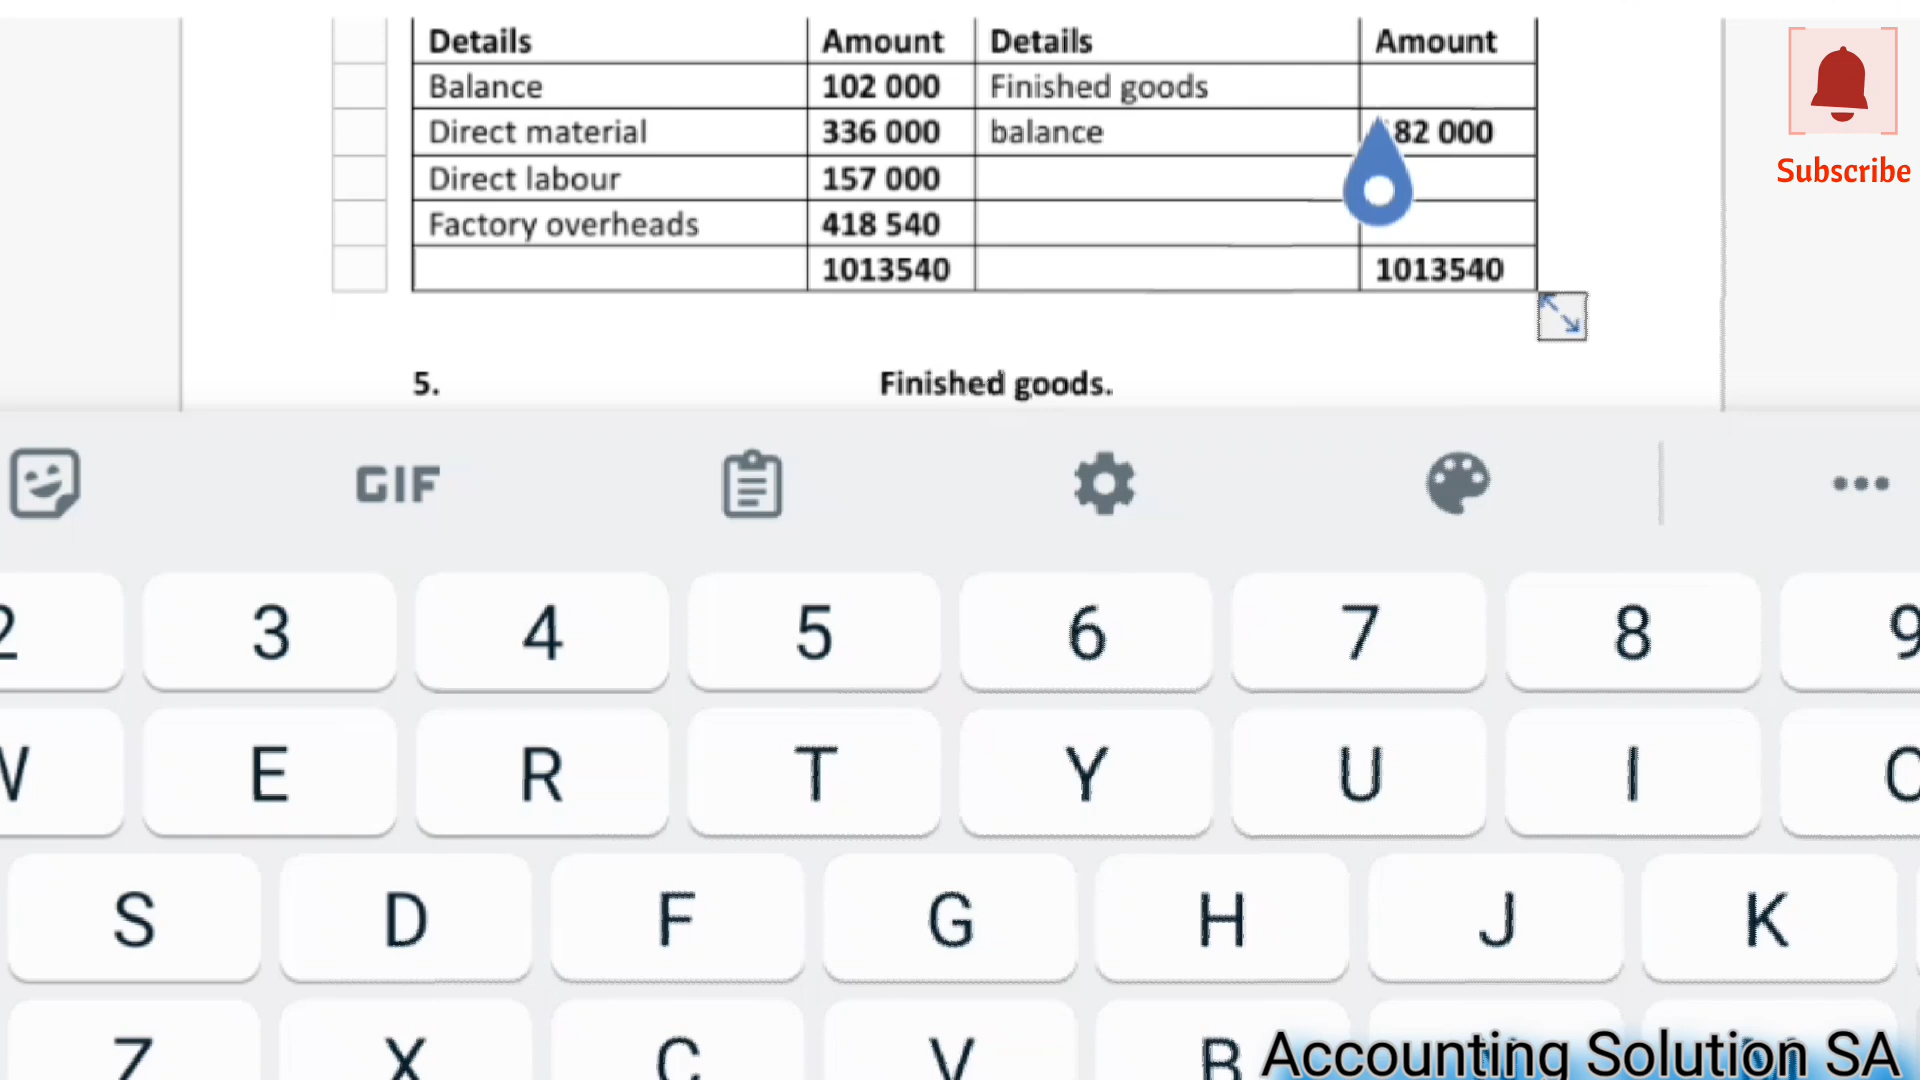 Details Amount Details Amount
Balance 102 000 Finished goods
Direct material 336 000 balance 82 000
Direct labour 157 000
Factory overheads 418 540
1013540 1013540
5. Finished goods.
Subscribe
GIF
2 3 4 5 6 7 8 9
W E R T Y U I O
S D F G H J K
Z X C V B
Accounting Solution SA